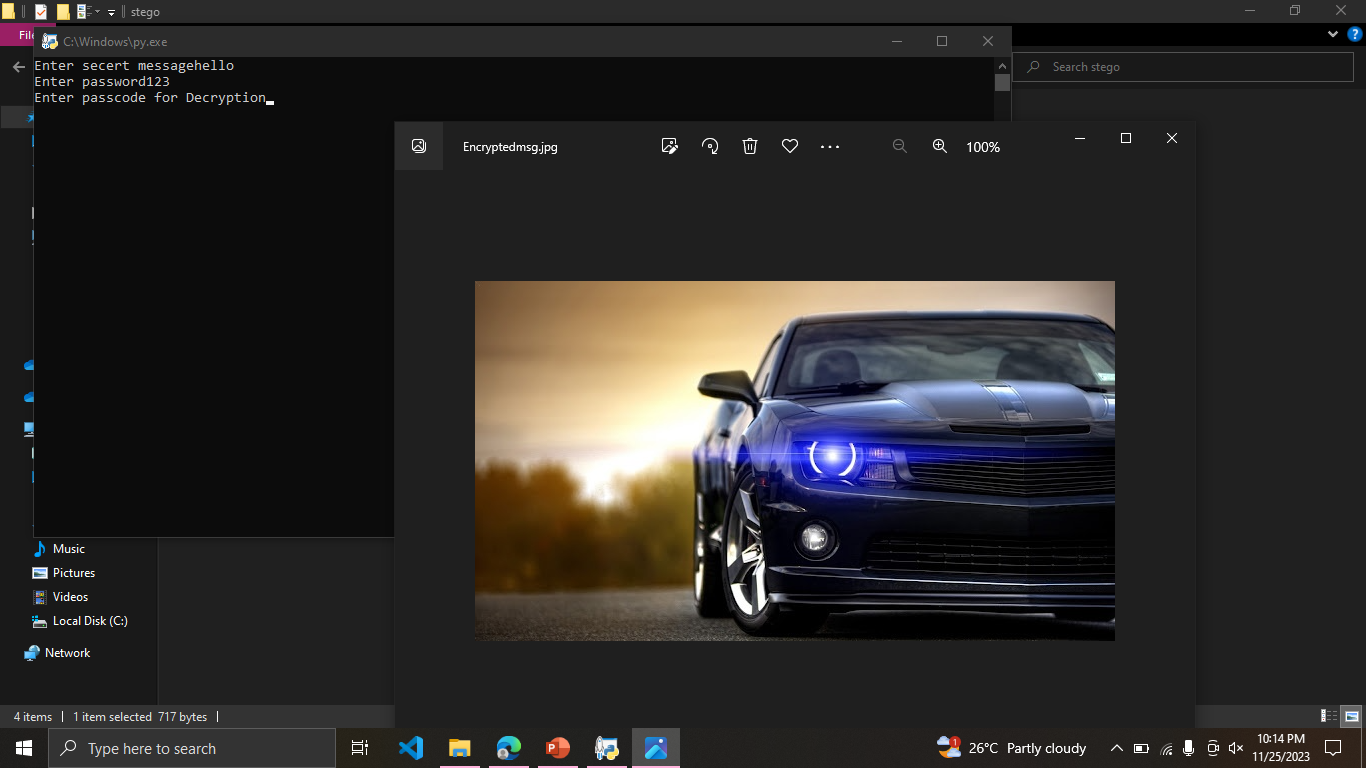 stego
File
C:\Windows\py.exe
Search stego
Enter secert messagehello
Enter password123
Enter passcode for Decryption
Encryptedmsg.jpg
100%
Music
Pictures
Videos
Local Disk (C:)
Network
4 items
1 item selected 717 bytes
Type here to search
1
26°C Partly cloudy
10:14 PM
11/25/2023